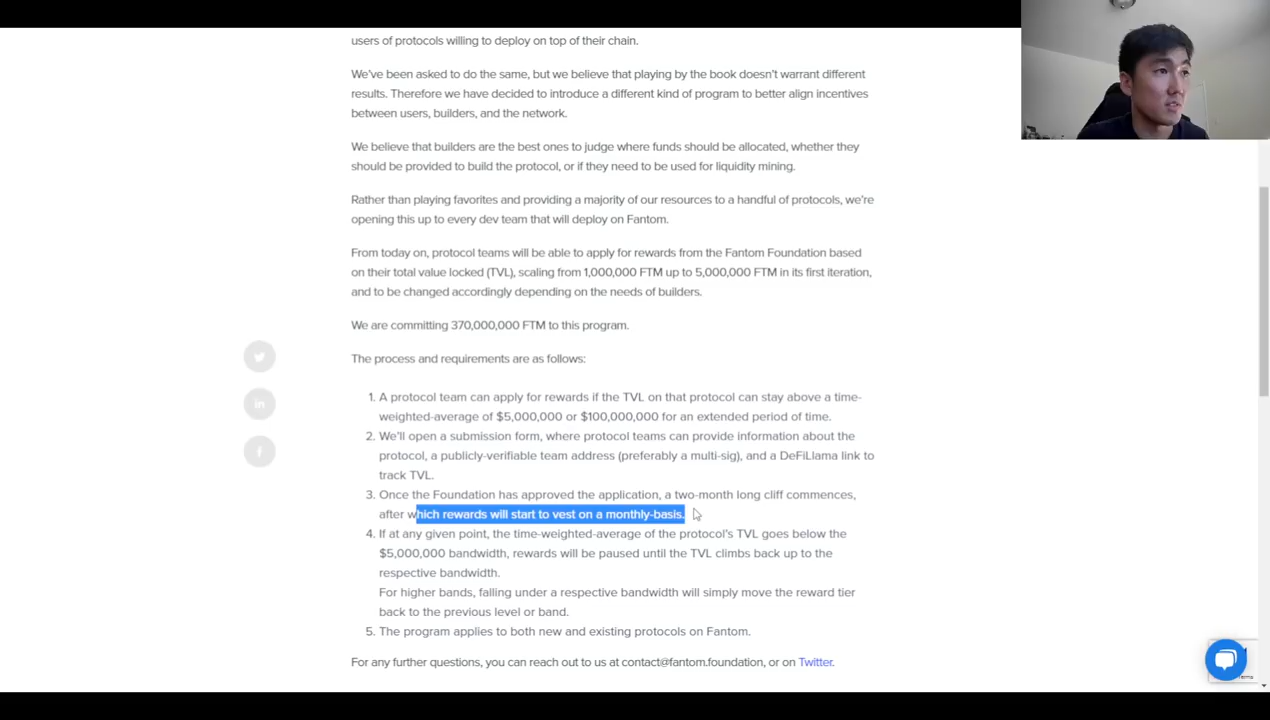 users of protocols willing to deploy on top of their chain.
We've been asked to do the same, but we believe that playing by the book doesn't warrant different
results. Therefore we have decided to introduce a different kind of program to better align incentives
between users, builders, and the network.
We believe that builders are the best ones to judge where funds should be allocated, whether they
should be provided to build the protocol, or if they need to be used for liquidity mining.
Rather than playing favorites and providing a majority of our resources to a handful of protocols, we're
opening this up to every dev team that will deploy on Fantom.
From today on, protocol teams will be able to apply for rewards from the Fantom Foundation based
on their total value locked (TVL), scaling from 1,000,000 FTM up to 5,000,000 FTM in its first iteration,
and to be changed accordingly depending on the needs of builders.
We are committing 370,000,000 FTM to this program.
The process and requirements are as follows:
1. A protocol team can apply for rewards if the TVL on that protocol can stay above a time-
weighted-average of $5,000,000 or $100,000,000 for an extended period of time.
2. We'll open a submission form, where protocol teams can provide information about the
protocol, a publicly-verifiable team address (preferably a multi-sig), and a DeFiLlama link to
track TVL.
3. Once the Foundation has approved the application, a two-month long cliff commences,
after which rewards will start to vest on a monthly-basis.
4. If at any given point, the time-weighted-average of the protocol's TVL goes below the
$5,000,000 bandwidth, rewards will be paused until the TVL climbs back up to the
respective bandwidth.
For higher bands, falling under a respective bandwidth will simply move the reward tier
back to the previous level or band.
5. The program applies to both new and existing protocols on Fantom.
For any further questions, you can reach out to us at contact@fantom.foundation, or on Twitter.